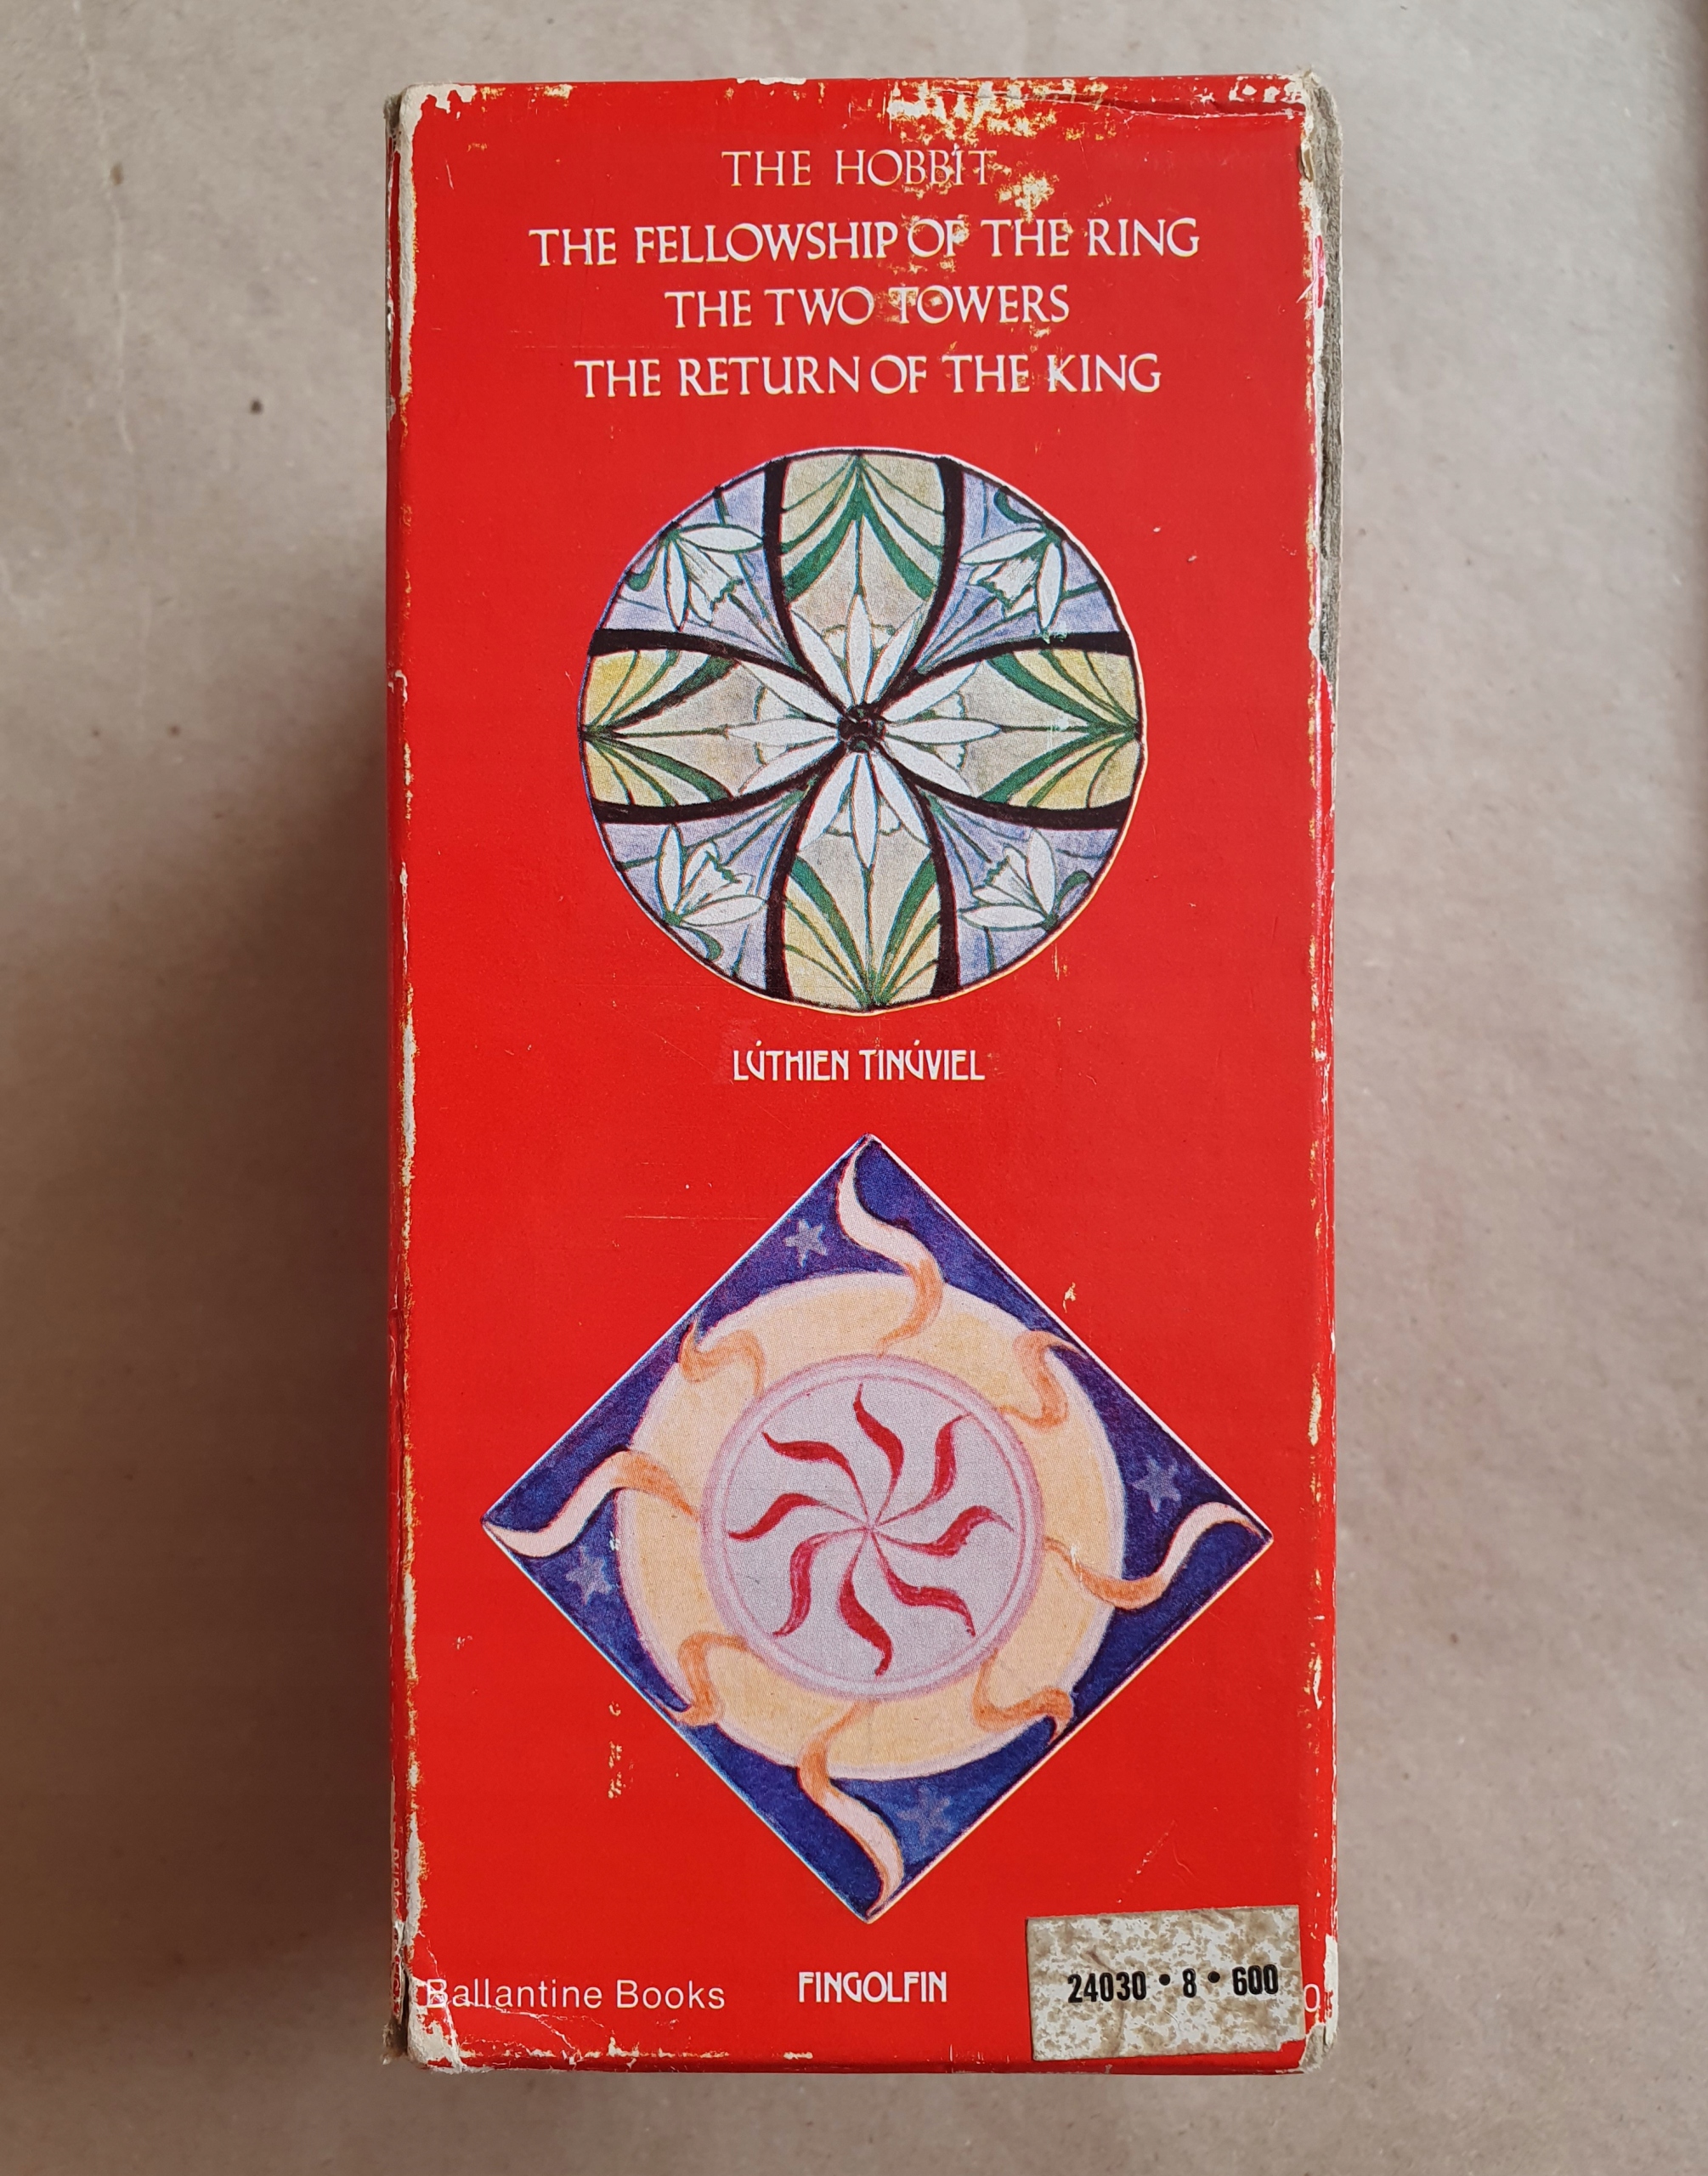 THE HOBBIT
THE FELLOWSHIP OF THE RING
THE TWO TOWERS
THE RETURN OF THE KING
LÚTHIEN TINÚVIEL
Ballantine Books
FINGOLFIN
24030 • 8 • 600
0